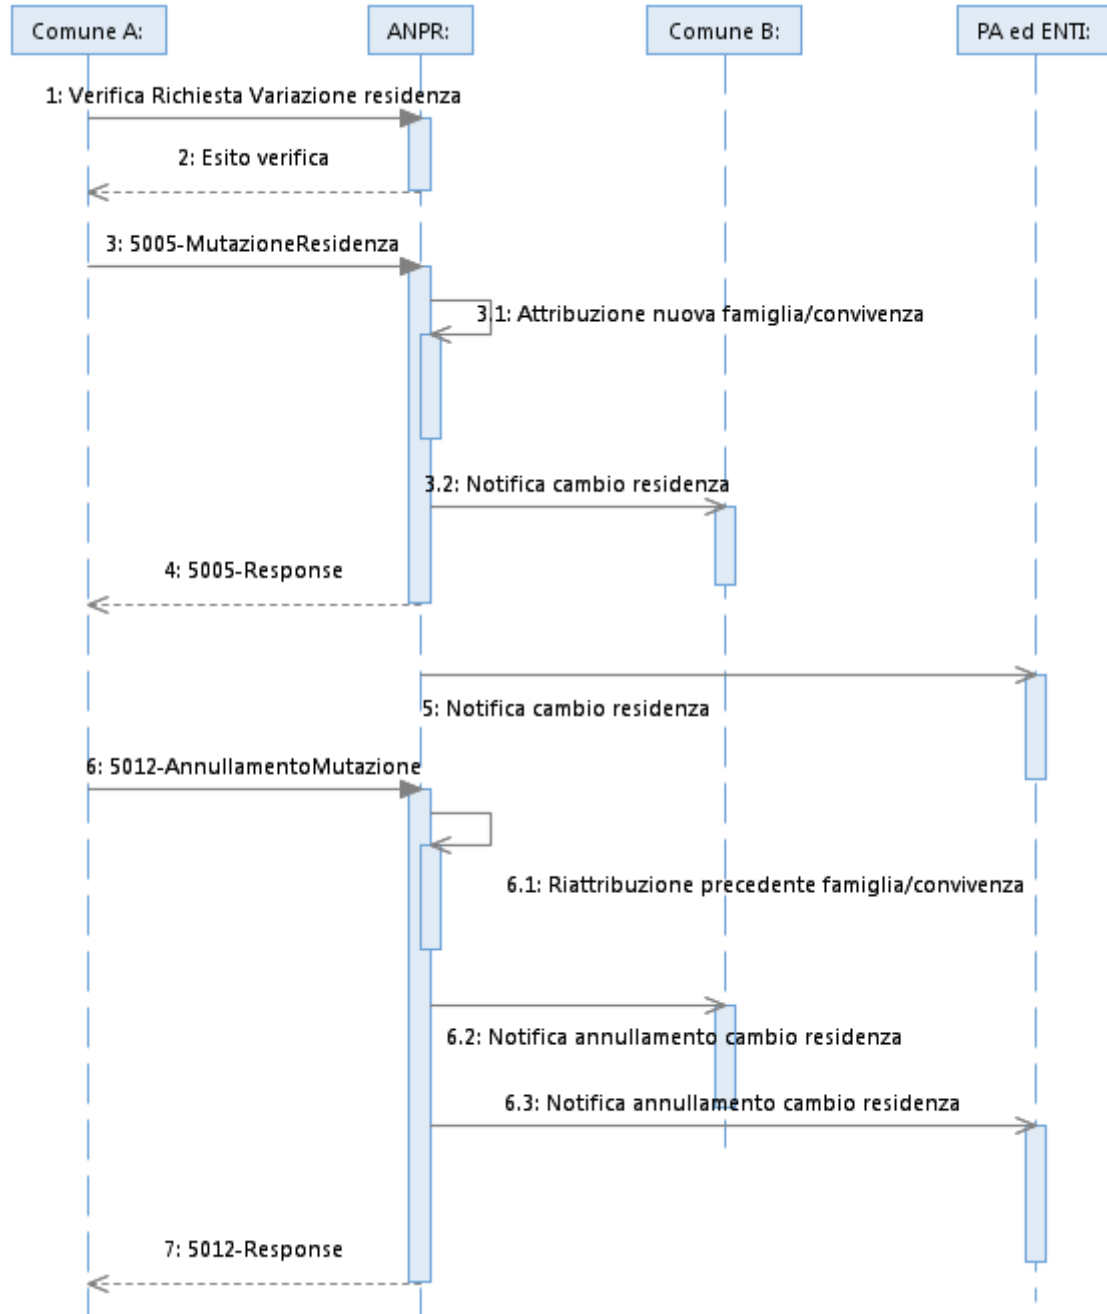 Comune A:
ANPR:
Comune B:
PA ed ENTI:
1: Verifica Richiesta Variazione residenza
2: Esito verifica
3: 5005-MutazioneResidenza
3.1: Attribuzione nuova famiglia/convivenza
3.2: Notifica cambio residenza
4: 5005-Response
5: Notifica cambio residenza
6: 5012-AnnullamentoMutazione
6.1: Riattribuzione precedente famiglia/convivenza
6.2: Notifica annullamento cambio residenza
6.3: Notifica annullamento cambio residenza
7: 5012-Response